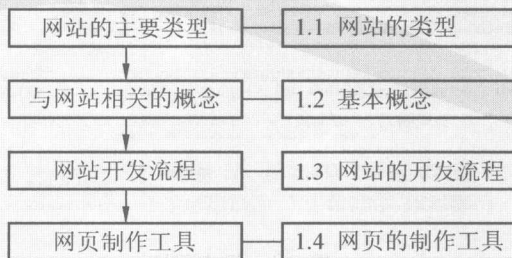 网站的主要类型 1.1 网站的类型
与网站相关的概念 1.2 基本概念
网站开发流程 1.3 网站的开发流程
网页制作工具 1.4 网页的制作工具